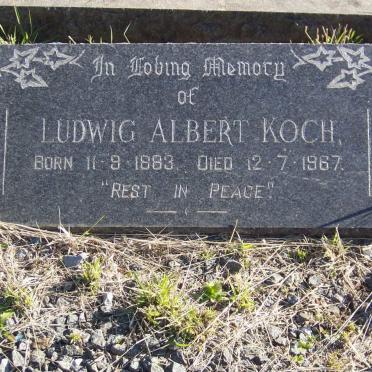 In Loving Memory
of
LUDWIG ALBERT KOCH,
BORN 11·9·1883. DIED 12·7·1967.
"REST IN PEACE".